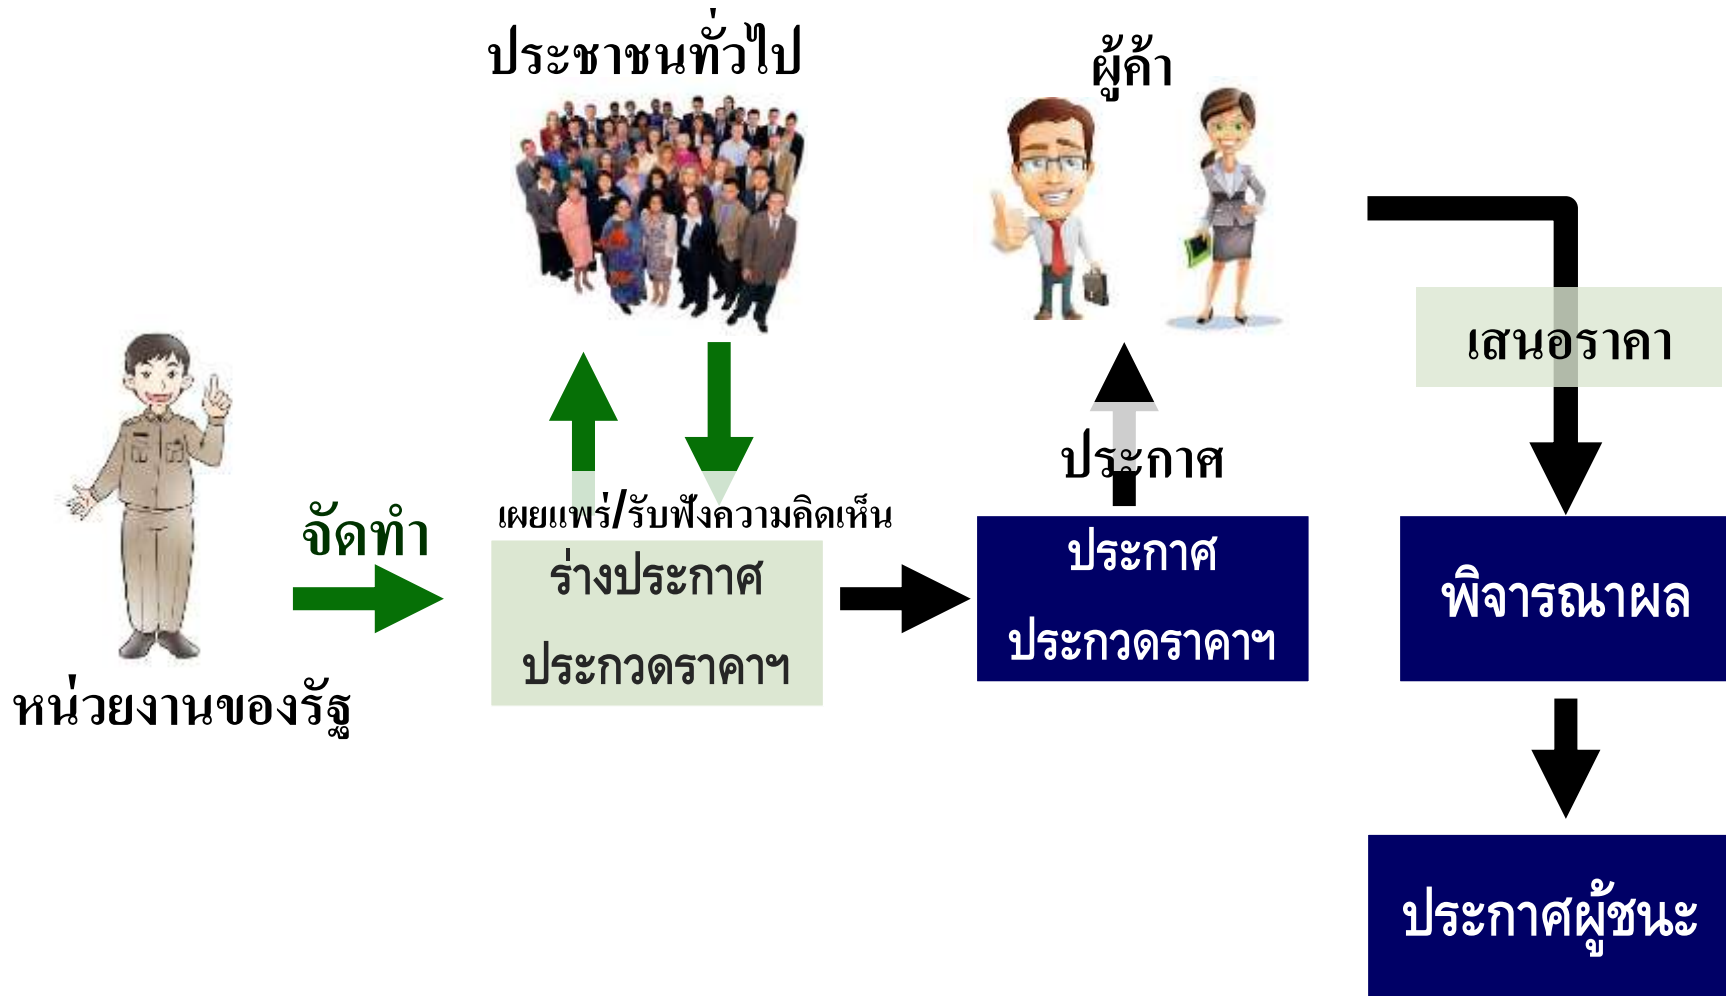 ประชาชนทั่วไป
ผู้ค้า
เสนอราคา
ประกาศ
จัดทำ
เผยแพร่/รับฟังความคิดเห็น
ร่างประกาศ
ประกวดราคาฯ
ประกาศ
ประกวดราคาฯ
พิจารณาผล
หน่วยงานของรัฐ
ประกาศผู้ชนะ